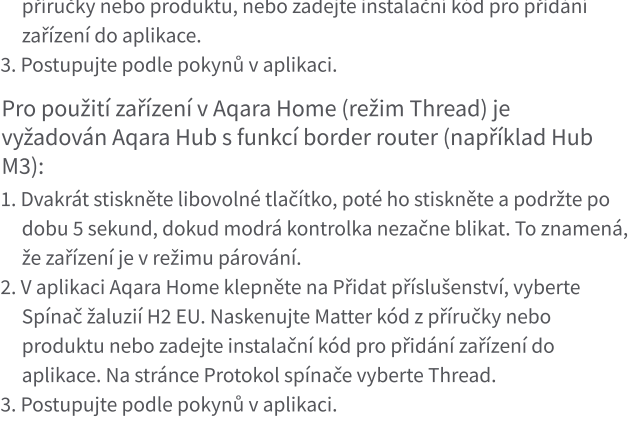 příručky nebo produktu, nebo zadejte instalační kód pro přidání
zařízení do aplikace.
3. Postupujte podle pokynů v aplikaci.
Pro použití zařízení v Aqara Home (režim Thread) je
vyžadován Aqara Hub s funkcí border router (například Hub
M3):
1. Dvakrát stiskněte libovolné tlačítko, poté ho stiskněte a podržte po
dobu 5 sekund, dokud modrá kontrolka nezačne blikat. To znamená,
že zařízení je v režimu párování.
2. V aplikaci Aqara Home klepněte na Přidat příslušenství, vyberte
Spínač žaluzií H2 EU. Naskenujte Matter kód z příručky nebo
produktu nebo zadejte instalační kód pro přidání zařízení do
aplikace. Na stránce Protokol spínače vyberte Thread.
3. Postupujte podle pokynů v aplikaci.